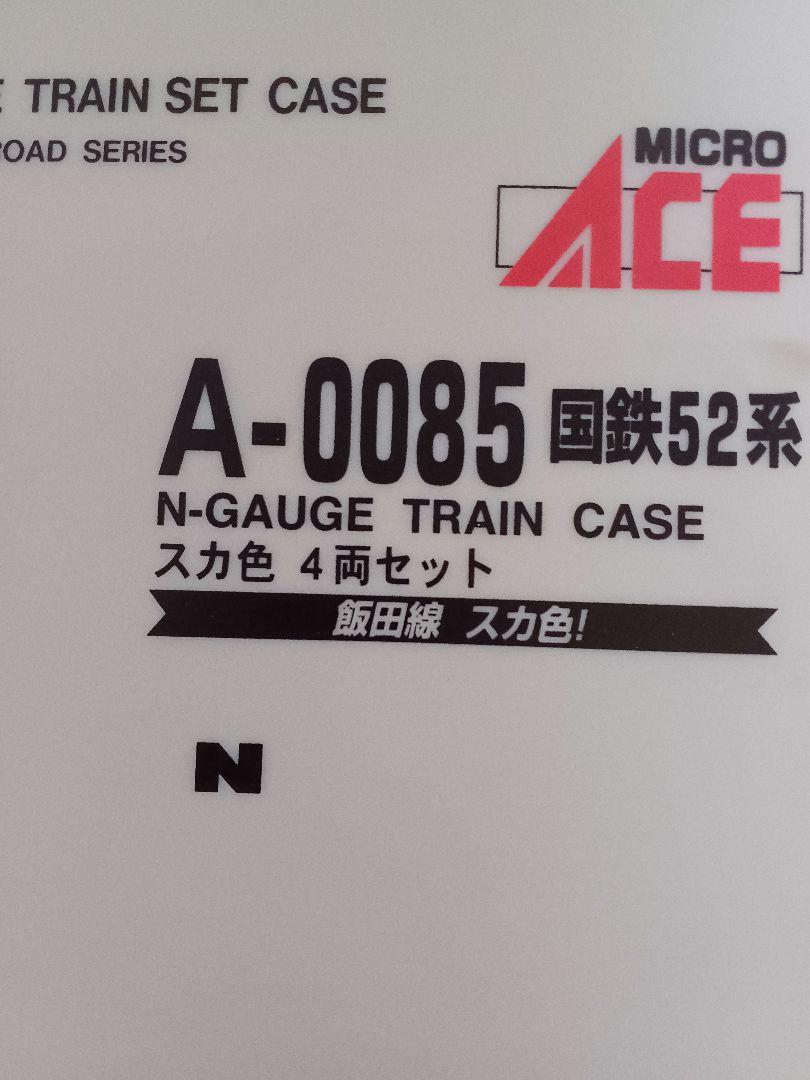 E TRAIN SET CASE
ROAD SERIES
MICRO
ACE
A-0085 国鉄52系
N-GAUGE TRAIN CASE
スカ色 4両セット
飯田線 スカ色!
N